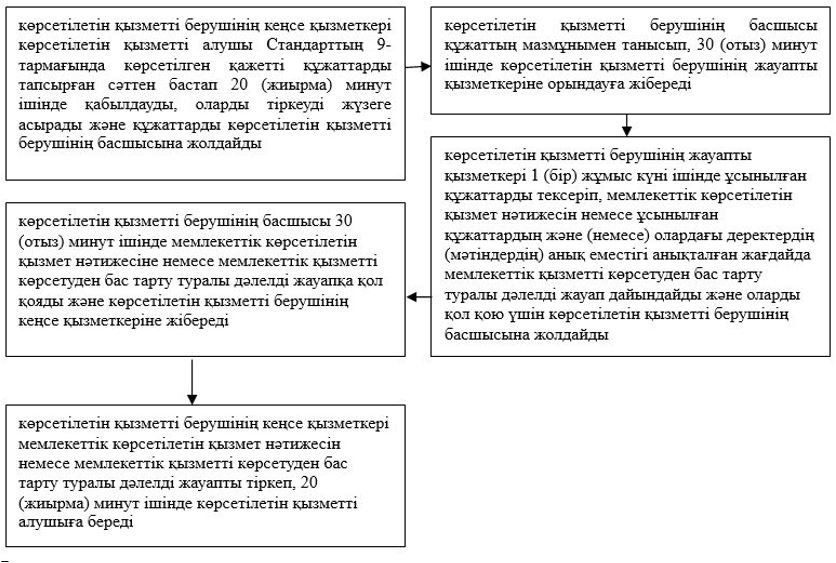 көрсетілетін қызметті берушінің кеңсе қызметкері
көрсетілетін қызметті алушы Стандарттың 9-
тармағында көрсетілген қажетті құжаттарды
тапсырған сәттен бастап 20 (жиырма) минут
ішінде қабылдауды, оларды тіркеуді жүзеге
асырады және құжаттарды көрсетілетін қызметті
берушінің басшысына жолдайды
көрсетілетін қызметті берушінің басшысы
құжаттың мазмұнымен танысып, 30 (отыз) минут
ішінде көрсетілетін қызметті берушінің жауапты
қызметкеріне орындауға жібереді
көрсетілетін қызметті берушінің жауапты
қызметкері 1 (бір) жұмыс күні ішінде ұсынылған
құжаттарды тексеріп, мемлекеттік көрсетілетін
қызмет нәтижесін немесе ұсынылған
құжаттардың және (немесе) олардағы деректердің
(мәтіндердің) анық еместігі анықталған жағдайда
мемлекеттік қызметті көрсетуден бас тарту
туралы дәлелді жауап дайындайды және оларды
қол қою үшін көрсетілетін қызметті берушінің
басшысына жолдайды
көрсетілетін қызметті берушінің басшысы 30
(отыз) минут ішінде мемлекеттік көрсетілетін
қызмет нәтижесіне немесе мемлекеттік қызметті
көрсетуден бас тарту туралы дәлелді жауапқа қол
қояды және көрсетілетін қызметті берушінің
кеңсе қызметкеріне жібереді
көрсетілетін қызметті берушінің кеңсе қызметкері
мемлекеттік көрсетілетін қызмет нәтижесін
немесе мемлекеттік қызметті көрсетуден бас
тарту туралы дәлелді жауапты тіркеп, 20
(жиырма) минут ішінде көрсетілетін қызметті
алушыға береді